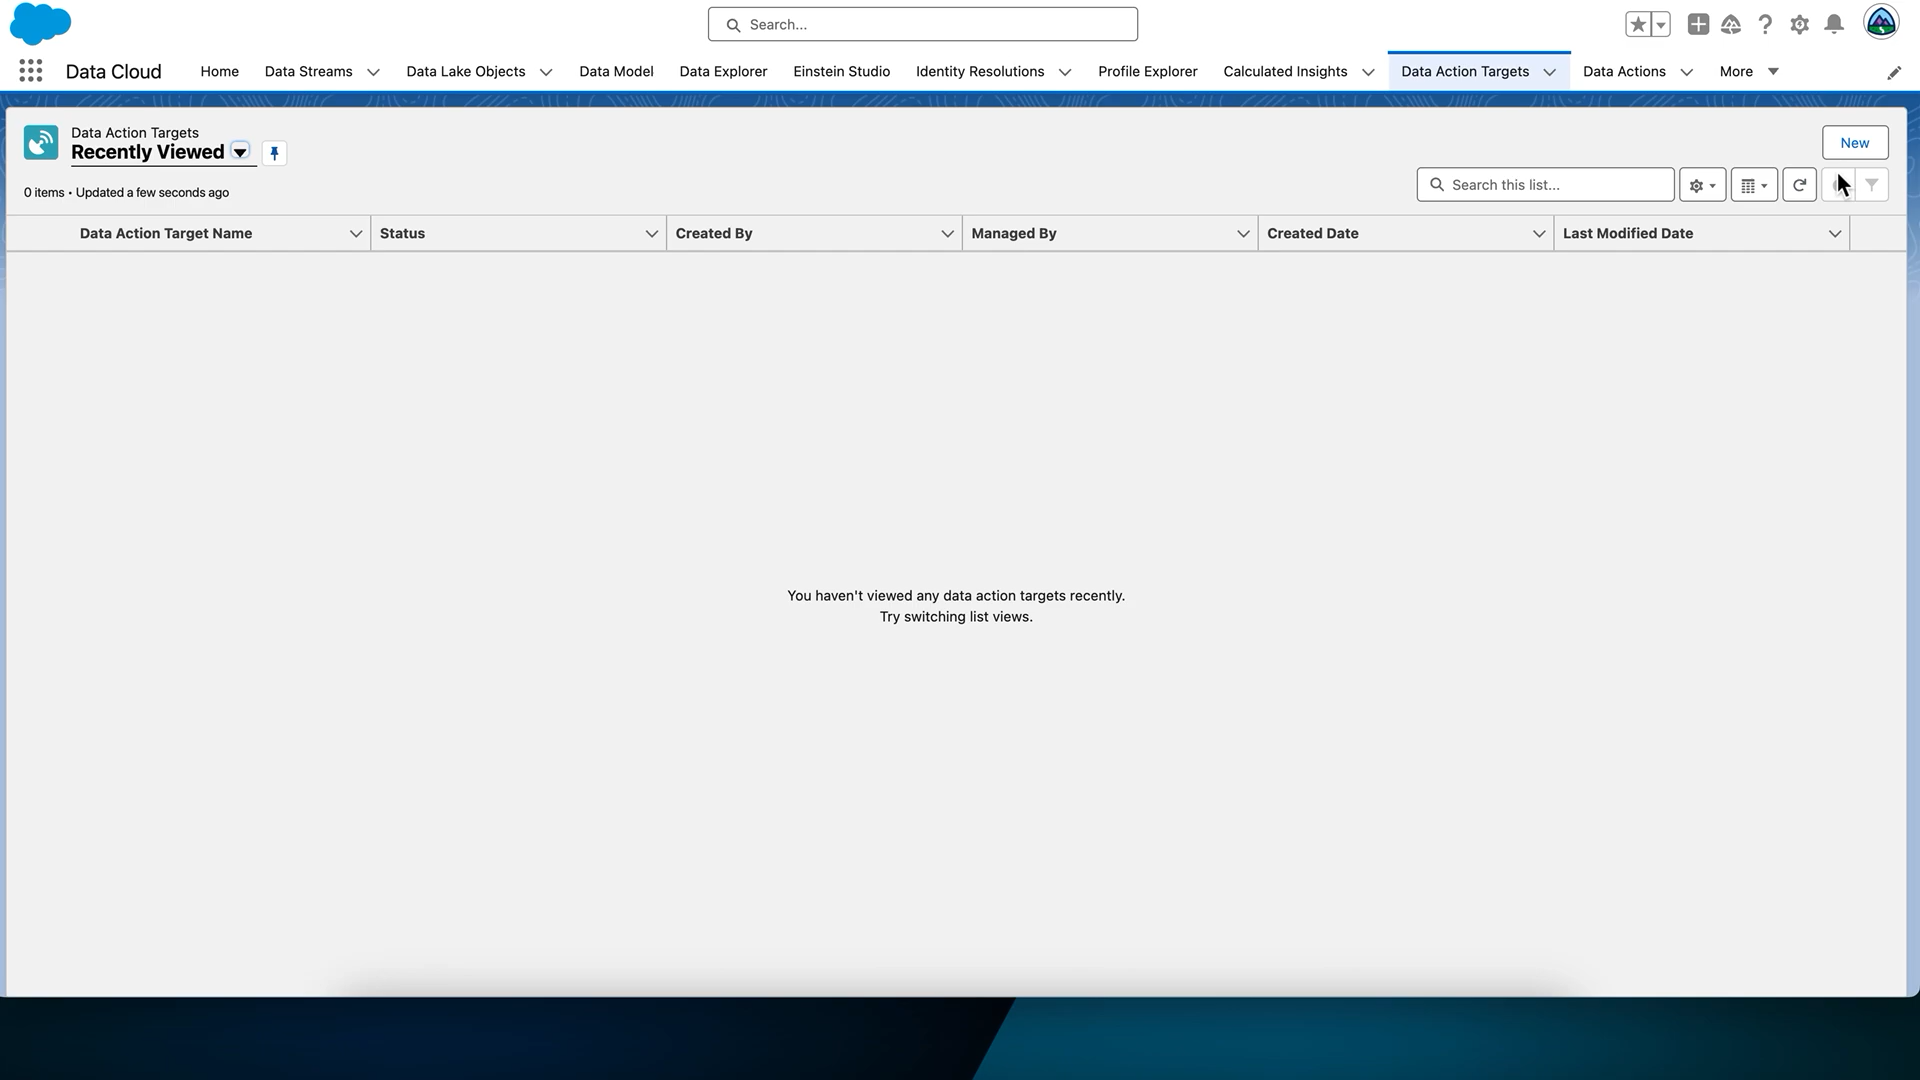 Search...
Data Cloud
Home
Data Streams
Data Lake Objects
Data Model
Data Explorer
Einstein Studio
Identity Resolutions
Profile Explorer
Calculated Insights
Data Action Targets
Data Actions
More
Data Action Targets
Recently Viewed
New
0 items • Updated a few seconds ago
Search this list...
Data Action Target Name
Status
Created By
Managed By
Created Date
Last Modified Date
You haven't viewed any data action targets recently.
Try switching list views.